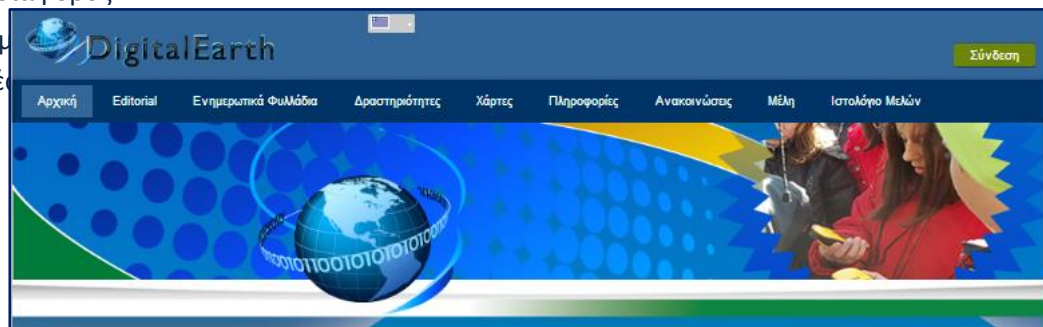 DigitalEarth
Σύνδεση
Αρχική Editorial Ενημερωτικά Φυλλάδια Δραστηριότητες Χάρτες Πληροφορίες Ανακοινώσεις Μέλη Ιστολόγιο Μελών